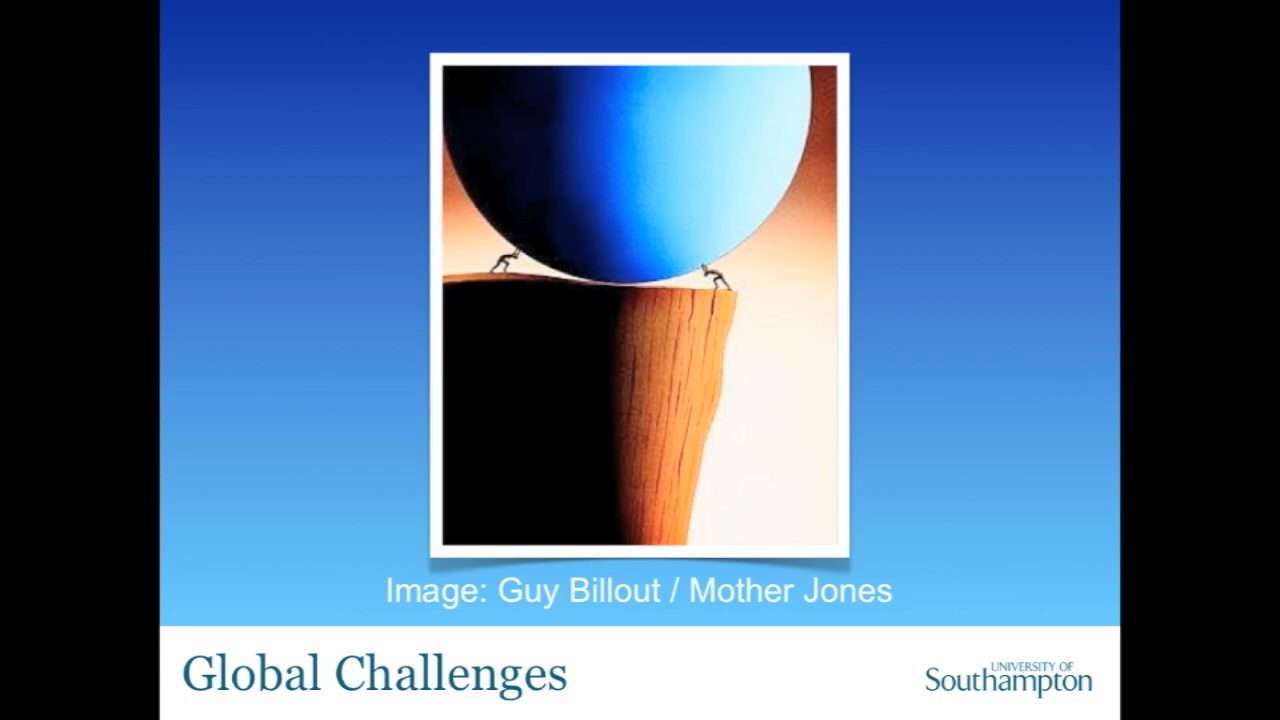 Image: Guy Billout / Mother Jones
Global Challenges
UNIVERSITY OF
Southampton